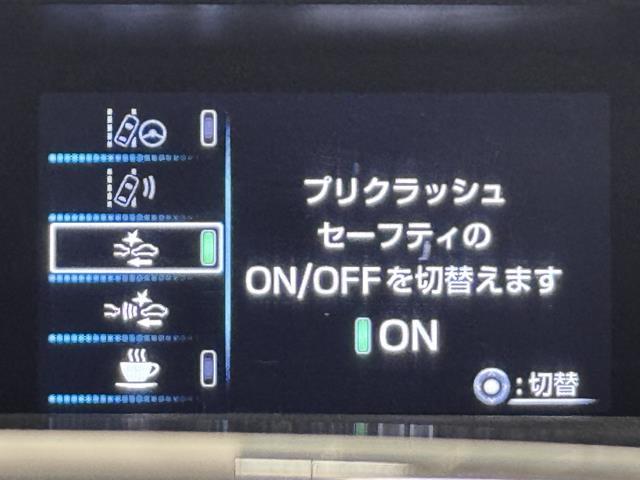 プリクラッシュ
セーフティの
ON/OFFを切替えます
ON
:切替